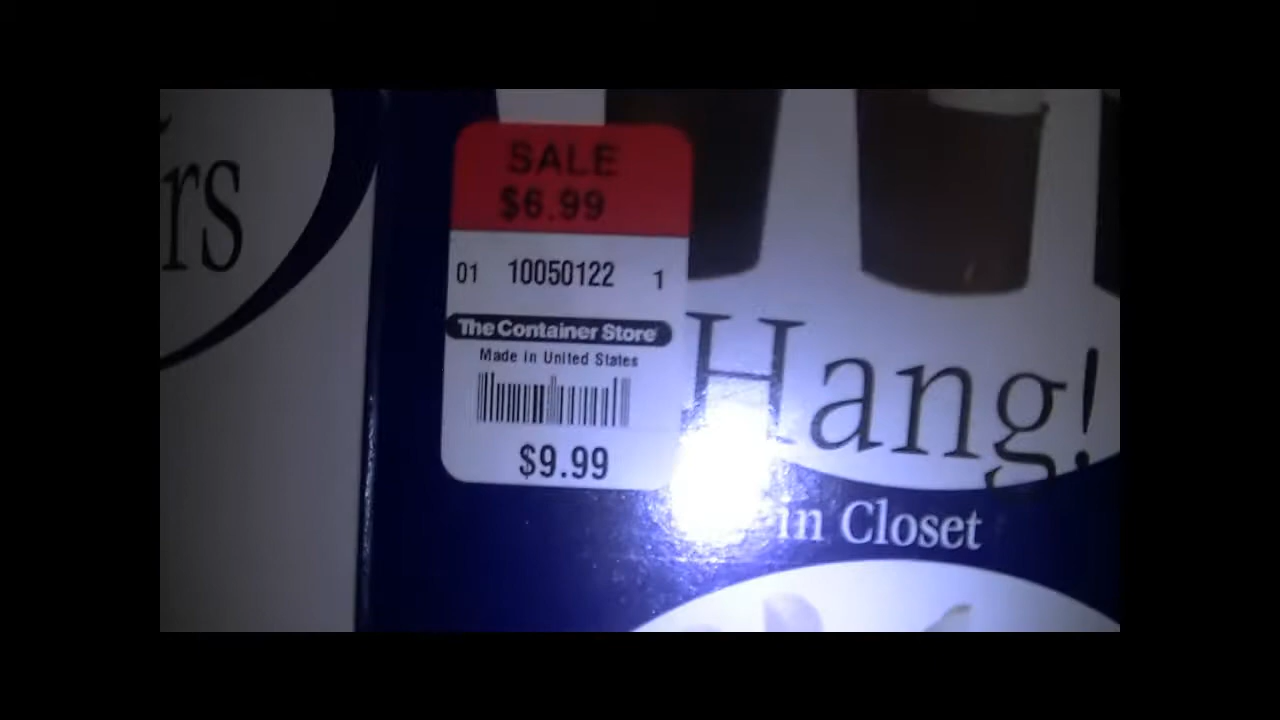 rs
SALE
$6.99
01 10050122 1
The Container Store
Made in United States
$9.99
Hang!
in Closet